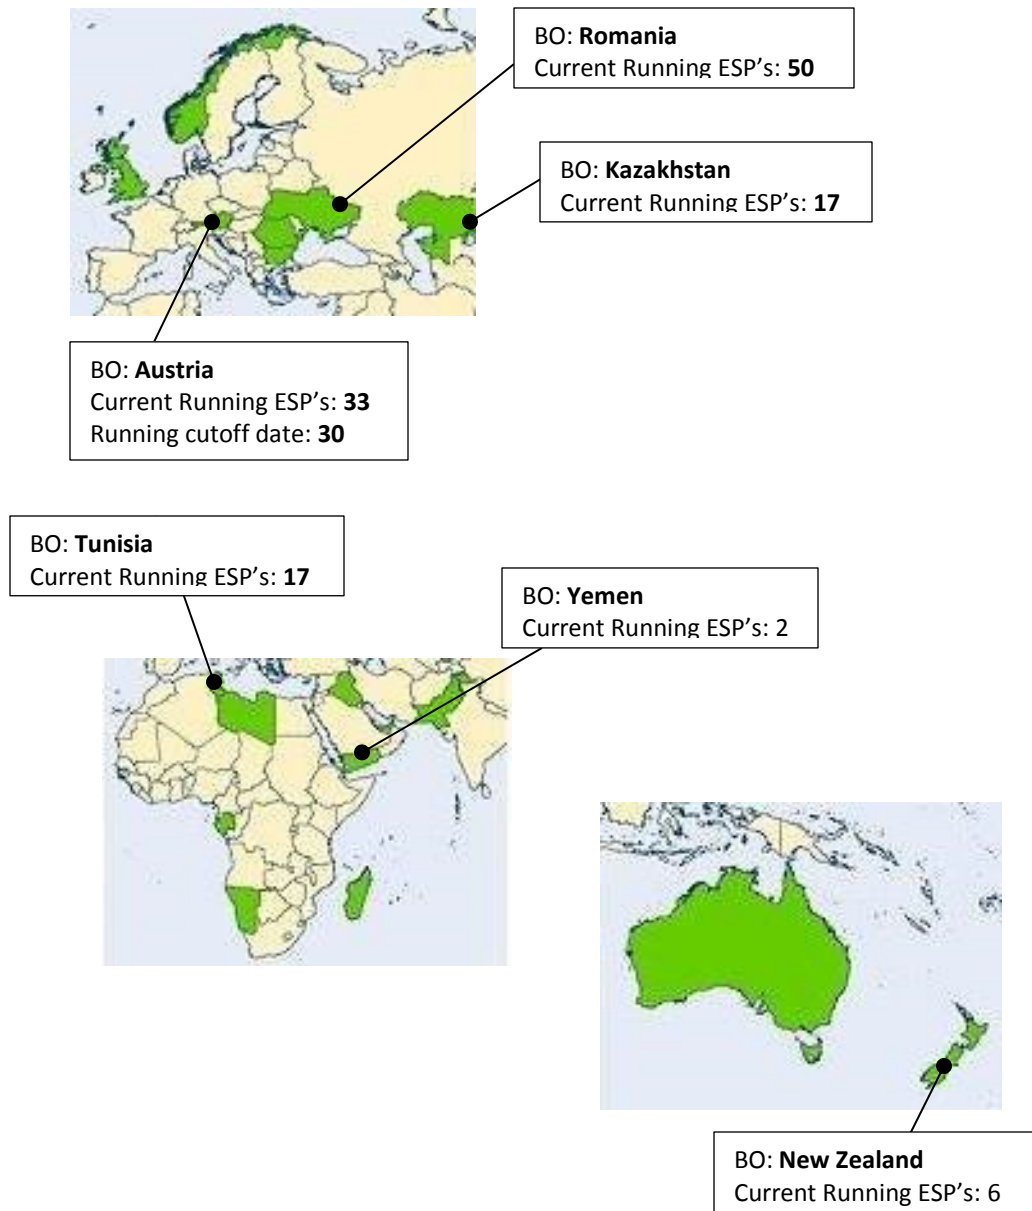 BO: Romania
Current Running ESP's: 50
BO: Kazakhstan
Current Running ESP's: 17
BO: Austria
Current Running ESP's: 33
Running cutoff date: 30
BO: Tunisia
Current Running ESP's: 17
BO: Yemen
Current Running ESP's: 2
BO: New Zealand
Current Running ESP's: 6